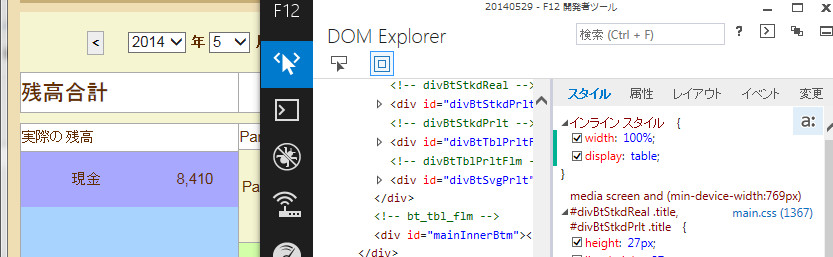 < 2014 年 5
残高合計
実際の残高 Par
現金 8,410 Pa
F12
20140529 - F12 開発者ツール
DOM Explorer
検索 (Ctrl + F)
?
<!-- divBtStkdReal -->
<div id="divBtStkdPrlt
<!-- divBtStkdPrlt -->
<div id="divBtTblPrltF
<!-- divBtTblPrltFlm -
<div id="divBtSvgPrlt"
</div>
<!-- bt_tbl_flm -->
<div id="mainInnerBtm"><
</div>
スタイル 属性 レイアウト イベント 変更
a:
インライン スタイル {
width: 100%;
display: table;
}
media screen and (min-device-width:769px)
#divBtStkdReal .title, main.css (1367)
#divBtStkdPrlt .title {
height: 27px;